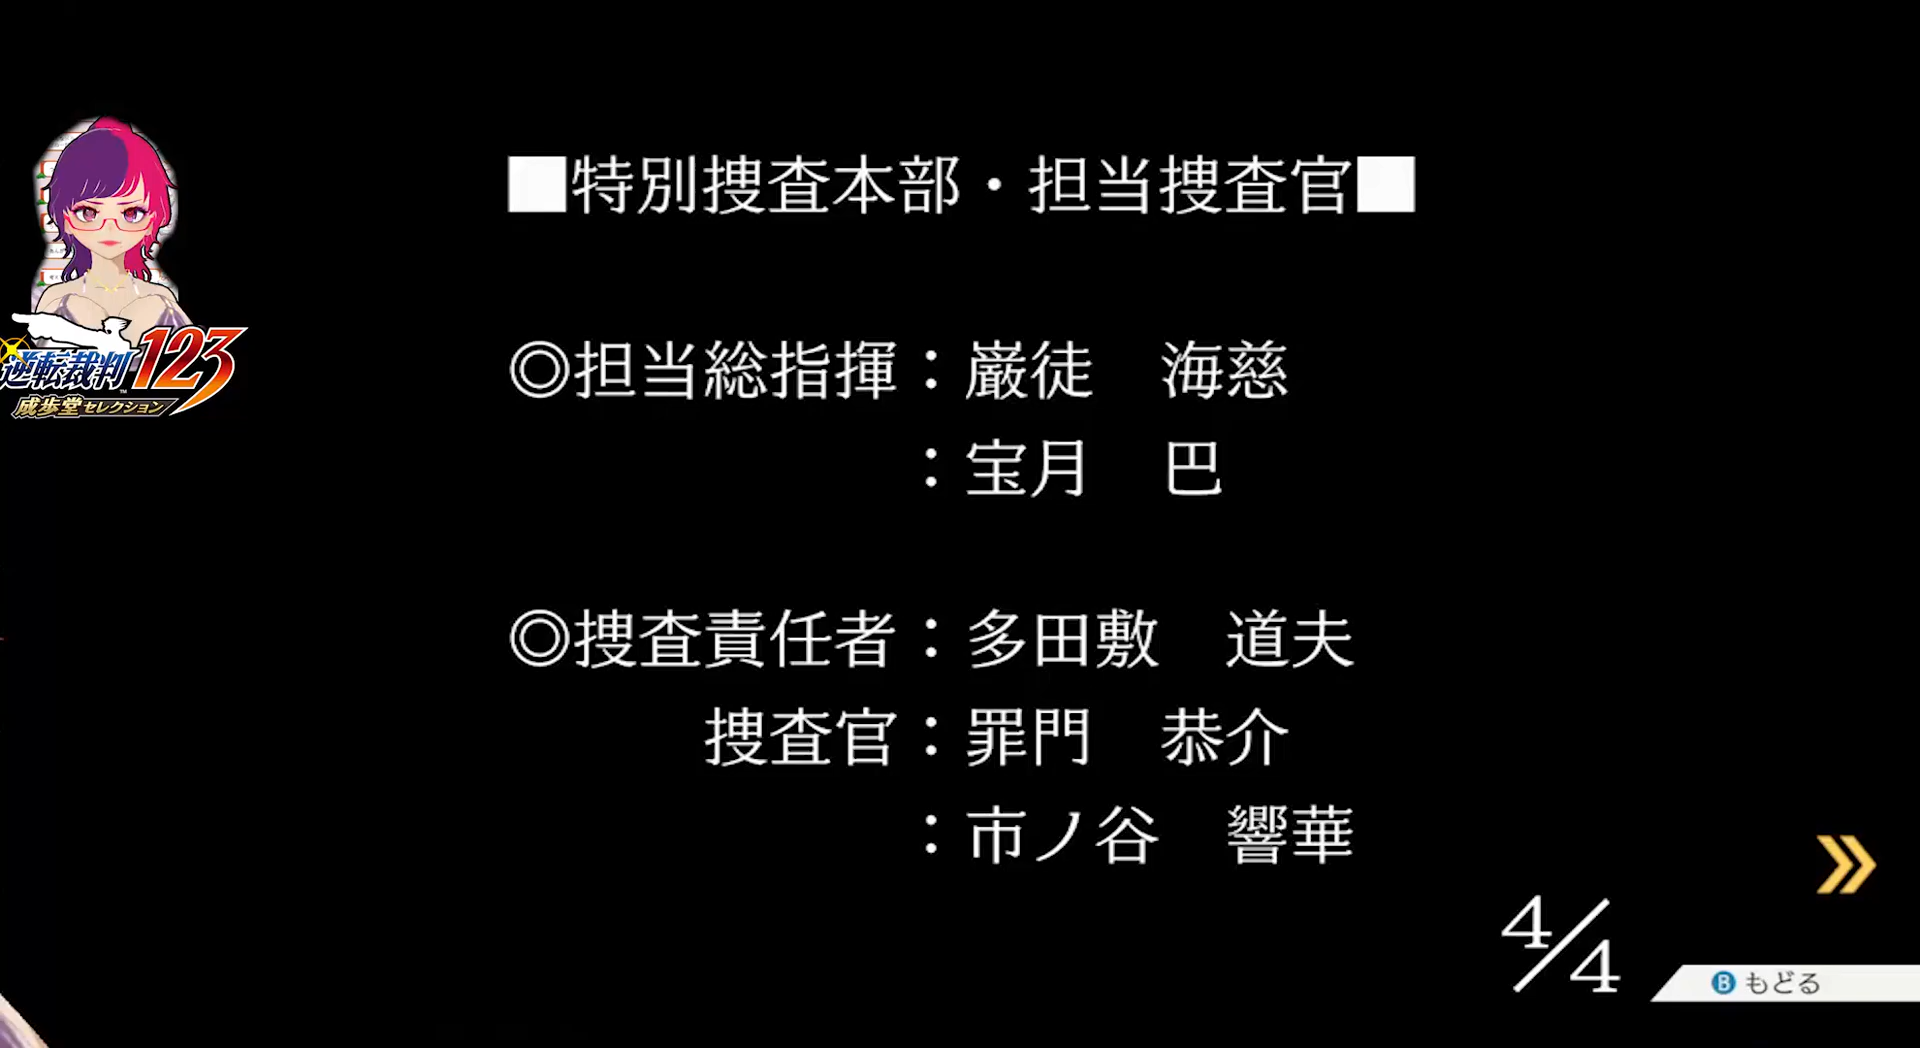 ■特別捜査本部・担当捜査官■
◎担当総指揮：巌徒　海慈
：宝月　巴
◎捜査責任者：多田敷　道夫
捜査官：罪門　恭介
：市ノ谷　響華
4/4
B もどる
逆転裁判123
成歩堂セレクション